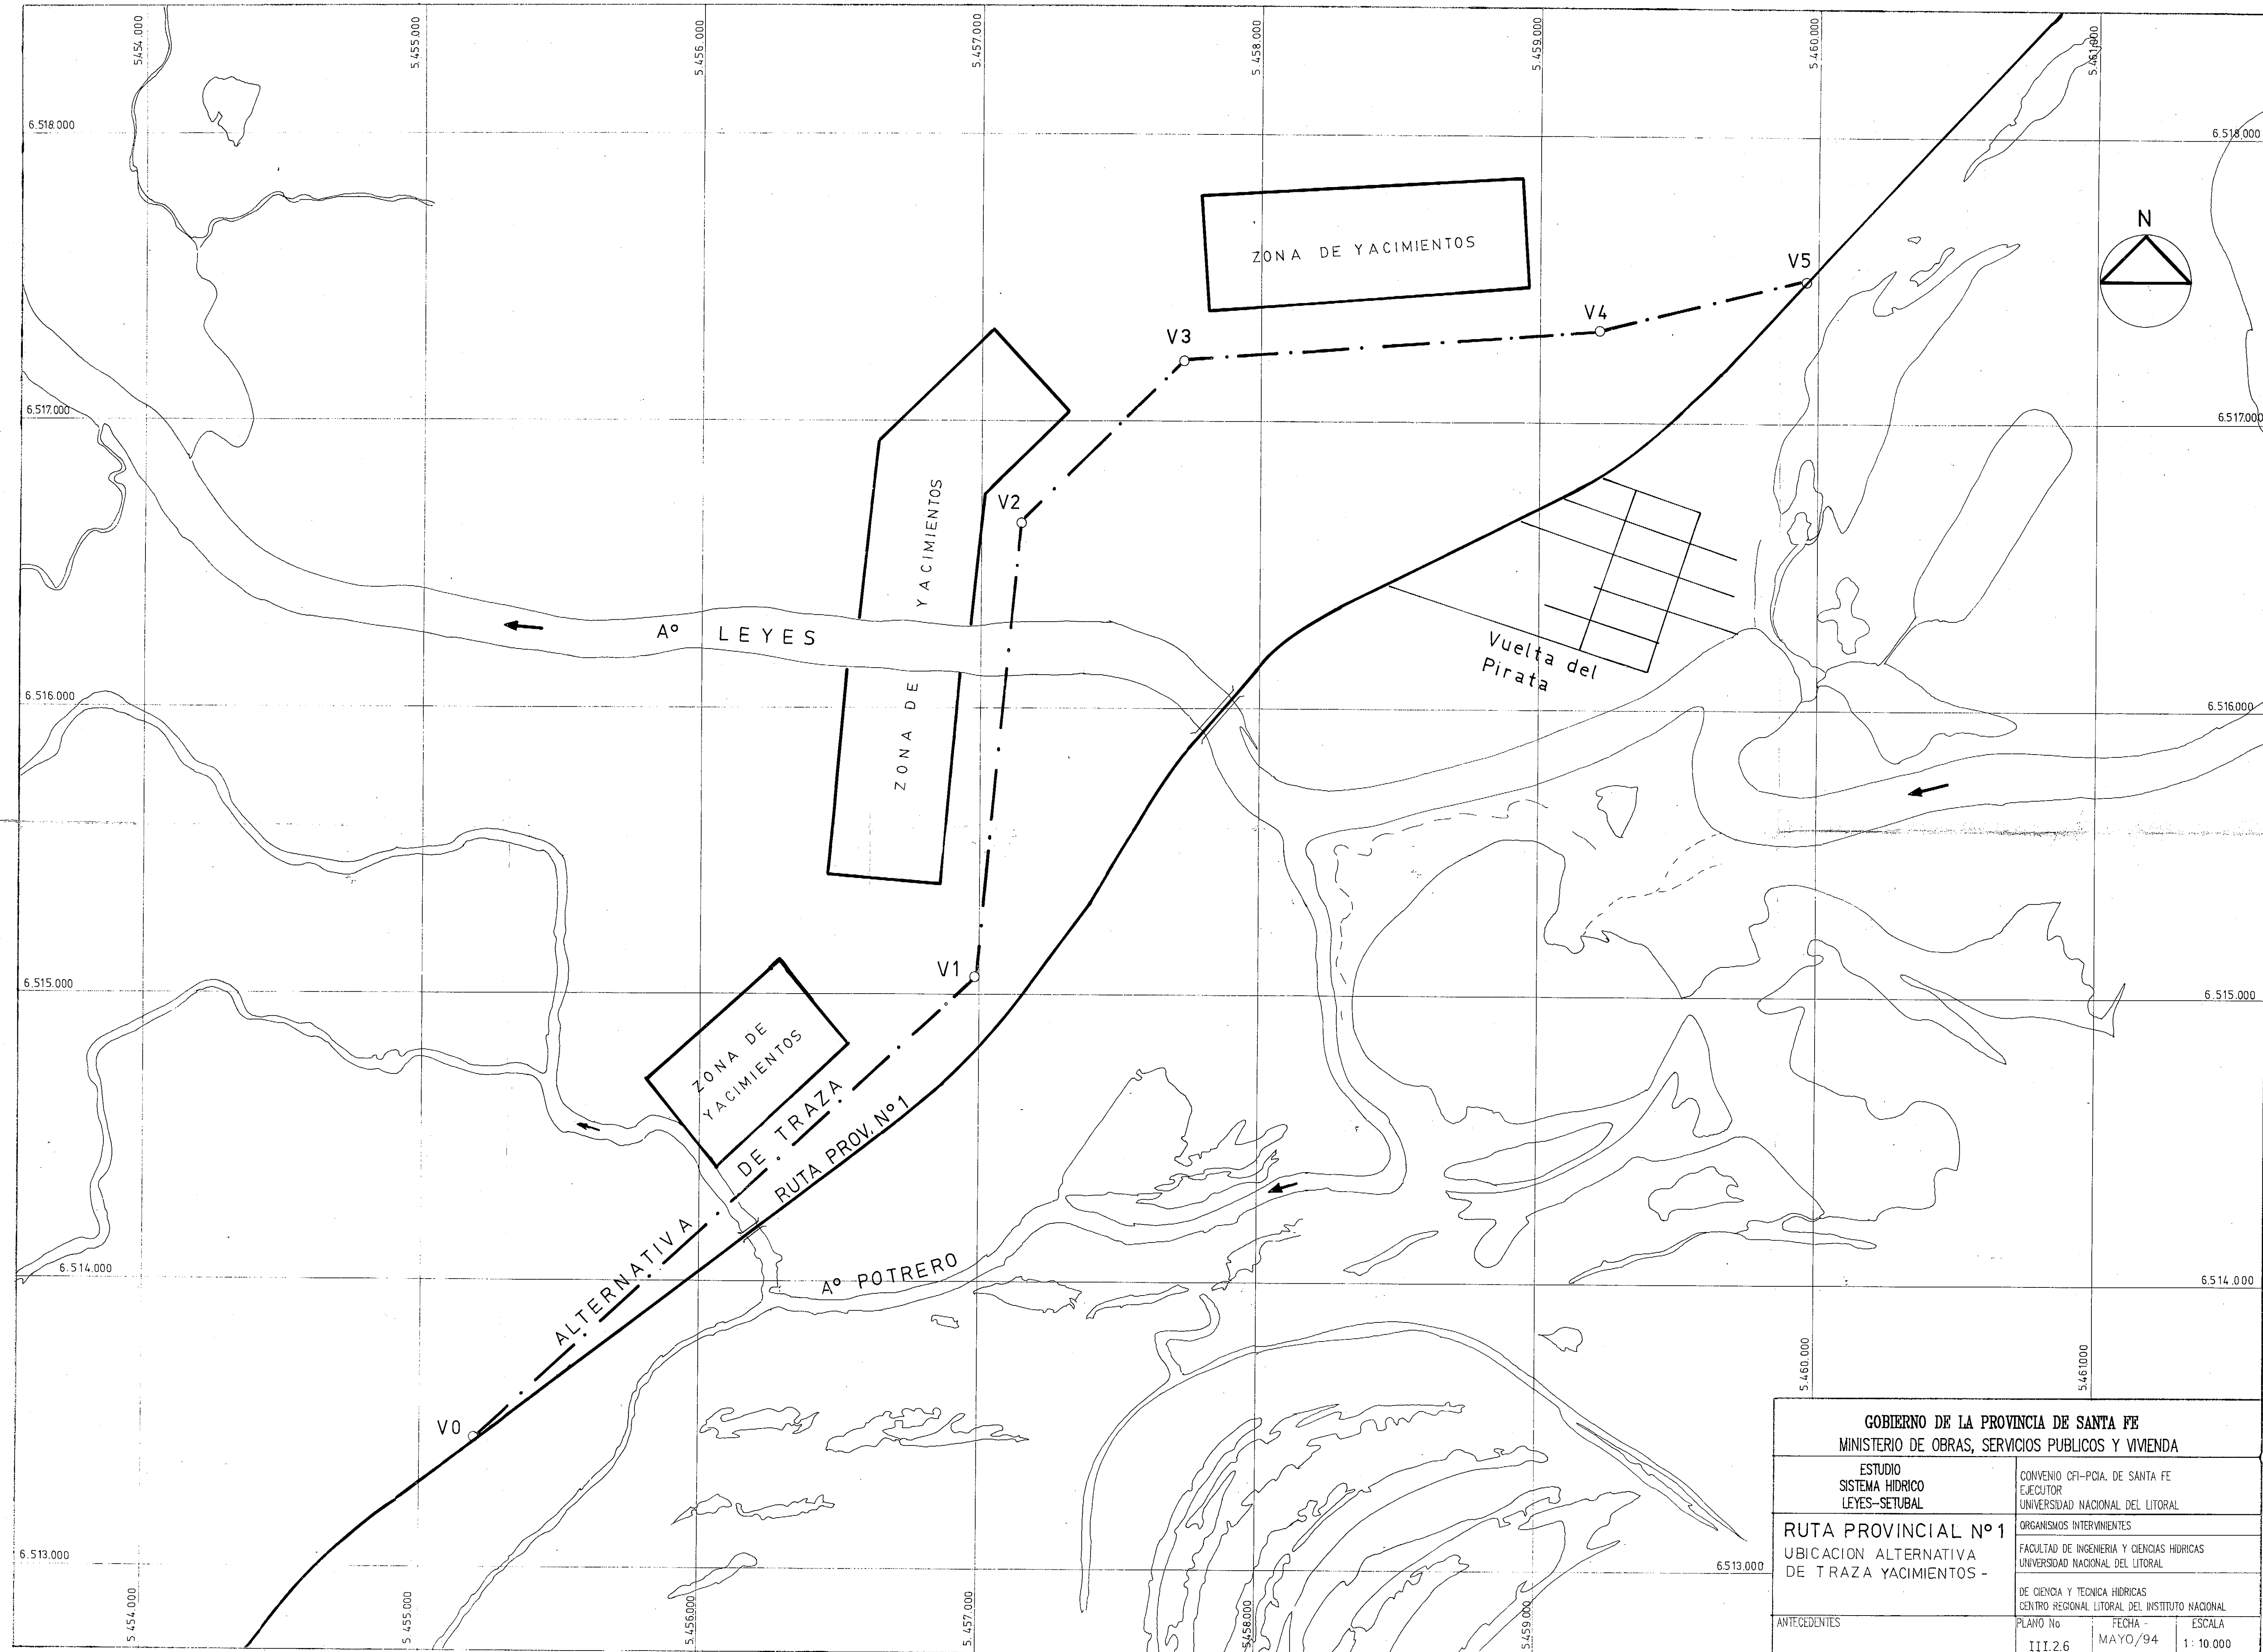 5.454.000
5.455.000
5.456.000
5.457.000
5.458.000
5.459.000
5.460.000
5.461.000
6.518.000
6.518.000
N
ZONA DE YACIMIENTOS
V5
V4
V3
6.517.000
6.517.000
V2
ZONA DE YACIMIENTOS
Aº LEYES
Vuelta del
Pirata
6.516.000
6.516.000
V1
6.515.000
6.515.000
ZONA DE
YACIMIENTOS
ALTERNATIVA DE TRAZA
RUTA PROV. Nº 1
Aº POTRERO
6.514.000
6.514.000
V0
6.513.000
6.513.000
5.454.000
5.455.000
5.456.000
5.457.000
5.458.000
5.459.000
5.460.000
5.461.000
GOBIERNO DE LA PROVINCIA DE SANTA FE
MINISTERIO DE OBRAS, SERVICIOS PUBLICOS Y VIVIENDA
ESTUDIO
SISTEMA HIDRICO
LEYES-SETUBAL
CONVENIO CFI-PCIA. DE SANTA FE
EJECUTOR
UNIVERSIDAD NACIONAL DEL LITORAL
RUTA PROVINCIAL Nº 1
UBICACION ALTERNATIVA
DE TRAZA YACIMIENTOS -
ORGANISMOS INTERVINIENTES
FACULTAD DE INGENIERIA Y CIENCIAS HIDRICAS
UNIVERSIDAD NACIONAL DEL LITORAL
DE CIENCIA Y TECNICA HIDRICAS
CENTRO REGIONAL LITORAL DEL INSTITUTO NACIONAL
ANTECEDENTES
PLANO No
III.2.6
FECHA -
MAYO/94
ESCALA
1: 10.000